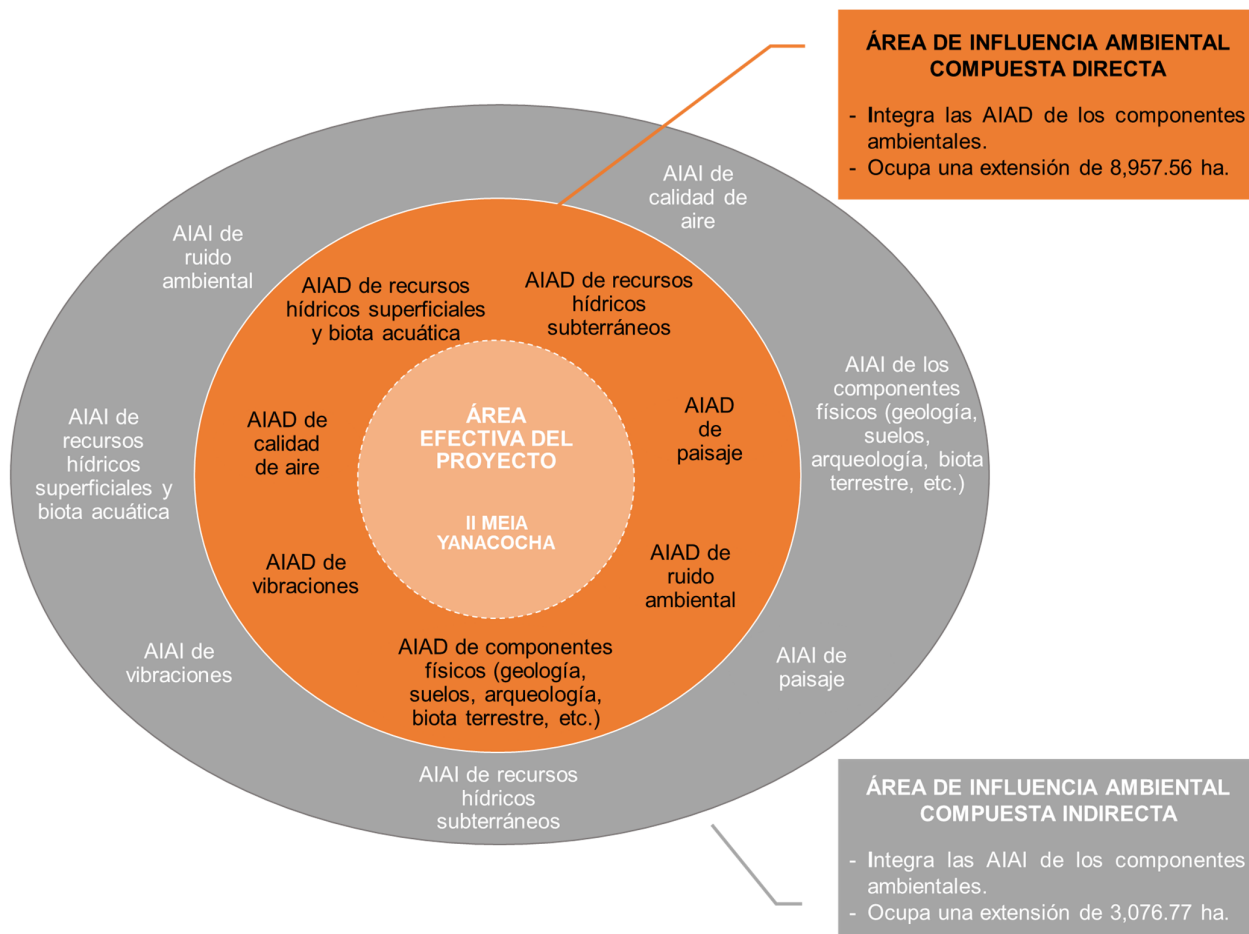 ÁREA DE INFLUENCIA AMBIENTAL
COMPUESTA DIRECTA
- Integra las AIAD de los componentes
ambientales.
- Ocupa una extensión de 8,957.56 ha.
AIAI de
calidad de
aire
AIAI de
ruido
ambiental
AIAD de recursos
hídricos superficiales
y biota acuática
AIAD de recursos
hídricos
subterráneos
AIAI de los
componentes
físicos (geología,
suelos,
arqueología, biota
terrestre, etc.)
AIAI de
recursos
hídricos
superficiales y
biota acuática
AIAD de
calidad
de aire
ÁREA
EFECTIVA DEL
PROYECTO
II MEIA
YANACOCHA
AIAD
de
paisaje
AIAD de
vibraciones
AIAD de
ruido
ambiental
AIAI de
vibraciones
AIAD de componentes
físicos (geología,
suelos, arqueología,
biota terrestre, etc.)
AIAI de
paisaje
AIAI de recursos
hídricos
subterráneos
ÁREA DE INFLUENCIA AMBIENTAL
COMPUESTA INDIRECTA
- Integra las AIAI de los componentes
ambientales.
- Ocupa una extensión de 3,076.77 ha.